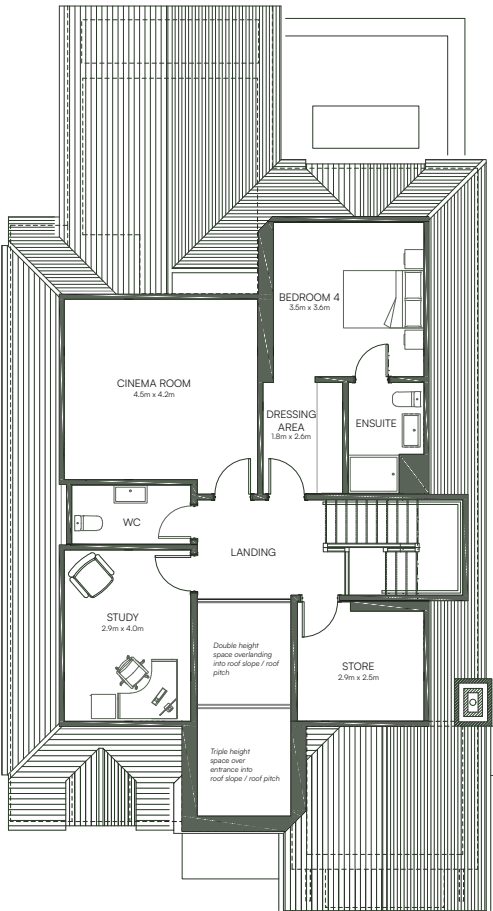 BEDROOM 4
3.5m x 3.6m
CINEMA ROOM
4.5m x 4.2m
DRESSING
AREA
1.8m x 2.6m
ENSUITE
WC
LANDING
STUDY
2.9m x 4.0m
Double height
space overlanding
into roof slope / roof
pitch
STORE
2.9m x 2.5m
Triple height
space over
entrance into
roof slope / roof pitch